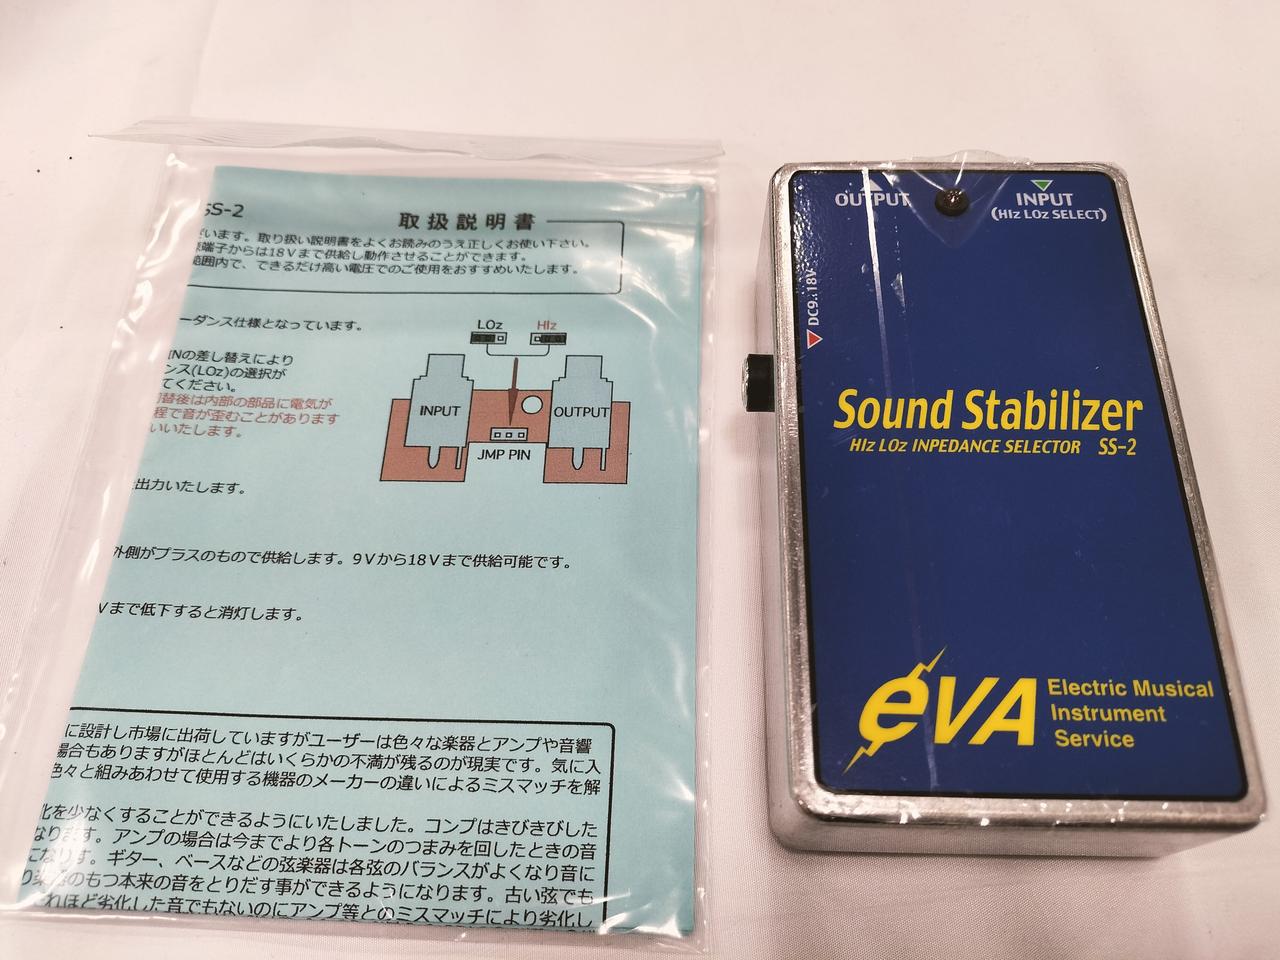 SS-2
取扱説明書
います。取り扱い説明書をよくお読みのうえ正しくお使い下さい。
端子からは18Vまで供給し動作させることができます。
範囲内で、できるだけ高い電圧でのご使用をおすすめいたします。
ーダンス仕様となっています。
INの差し替えにより
ンス(LOz)の選択が
てください。
替後は内部の部品に電気が
程で音が歪むことがあります
いいたします。
LOz HIz
INPUT
OUTPUT
JMP PIN
出力いたします。
外側がプラスのもので供給します。9Vから18Vまで供給可能です。
Vまで低下すると消灯します。
に設計し市場に出荷していますがユーザーは色々な楽器とアンプや音響
場合もありますがほとんどはいくらかの不満が残るのが現実です。気に入
色々と組みあわせて使用する機器のメーカーの違いによるミスマッチを解
化を少なくすることができるようにいたしました。コンプはきびきびした
なります。アンプの場合は今までより各トーンのつまみを回したときの音
になります。ギター、ベースなどの弦楽器は各弦のバランスがよくなり音に
のもつ本来の音をとりだす事ができるようになります。古い弦でも
れほど劣化した音でもないのにアンプ等とのミスマッチにより劣化し
OUTPUT
INPUT
(HIz LOz SELECT)
DC9..18V
Sound Stabilizer
HIz LOz INPEDANCE SELECTOR SS-2
eVA
Electric Musical
Instrument
Service